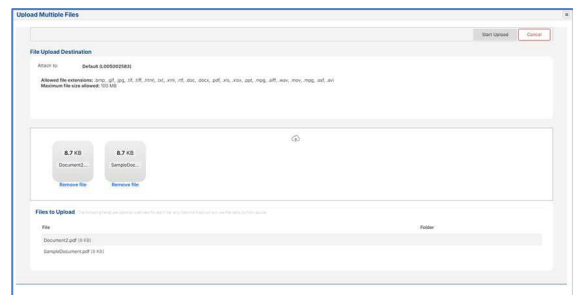 Upload Multiple Files
Start Upload Cancel
File Upload Destination
Attach to Default (L005002583)
Allowed file extensions: .bmp, .gif, .jpg, .tif, .tiff, .html, .txt, .xml, .rtf, .doc, .docx, .pdf, .xls, .xlsx, .ppt, .mpg, .aiff, .wav, .mov, .mpg, .asf, .avi
Maximum file size allowed: 100 MB
8.7 KB 8.7 KB
Document2... SampleDoc...
Remove file Remove file
Files to Upload
File Folder
Document2.pdf (8 KB)
SampleDocument.pdf (8 KB)